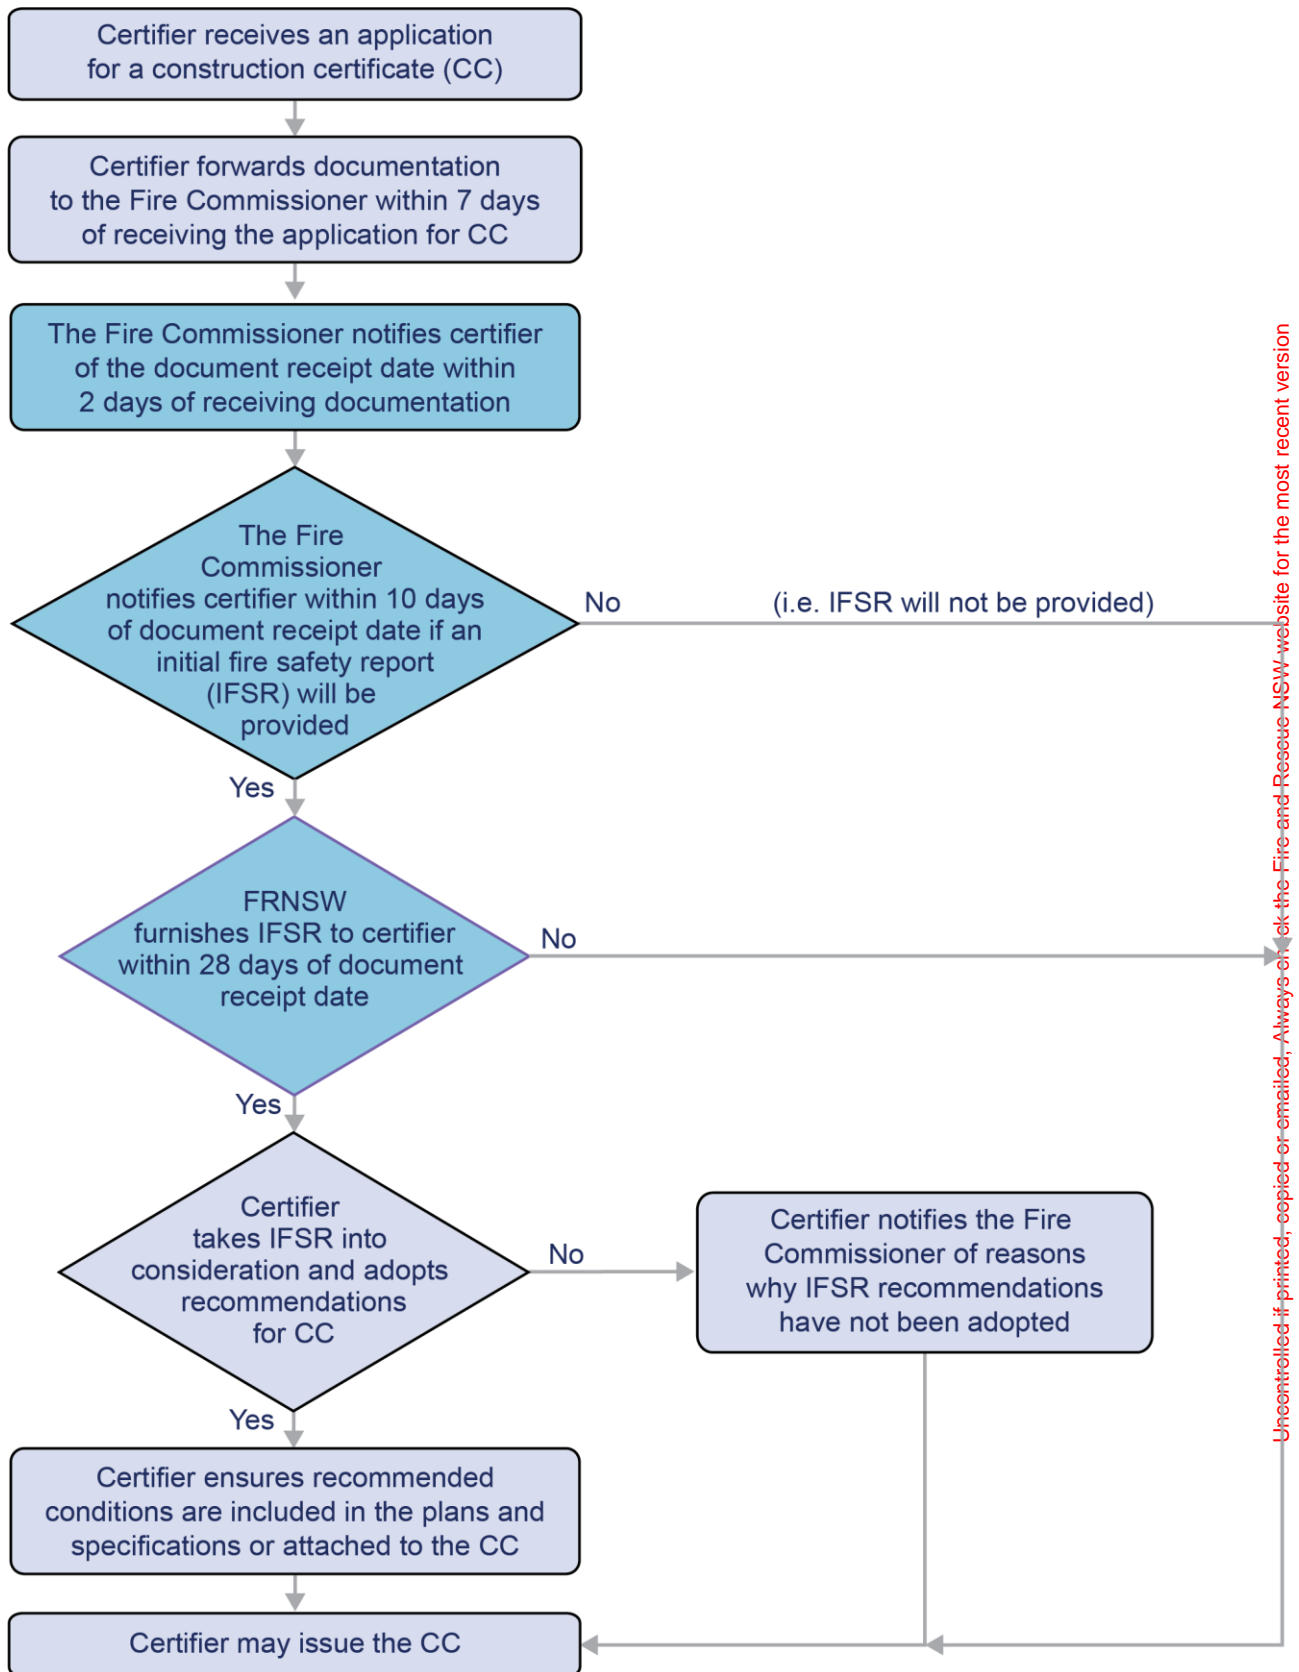 Certifier receives an application
for a construction certificate (CC)
Certifier forwards documentation
to the Fire Commissioner within 7 days
of receiving the application for CC
The Fire Commissioner notifies certifier
of the document receipt date within
2 days of receiving documentation
The Fire
Commissioner
notifies certifier within 10 days
of document receipt date if an
initial fire safety report
(IFSR) will be
provided
No
(i.e. IFSR will not be provided)
Yes
FRNSW
furnishes IFSR to certifier
within 28 days of document
receipt date
No
Yes
Certifier
takes IFSR into
consideration and adopts
recommendations
for CC
No
Certifier notifies the Fire
Commissioner of reasons
why IFSR recommendations
have not been adopted
Yes
Certifier ensures recommended
conditions are included in the plans and
specifications or attached to the CC
Certifier may issue the CC
Uncontrolled if printed, copied or emailed, Always check the Fire and Rescue NSW website for the most recent version